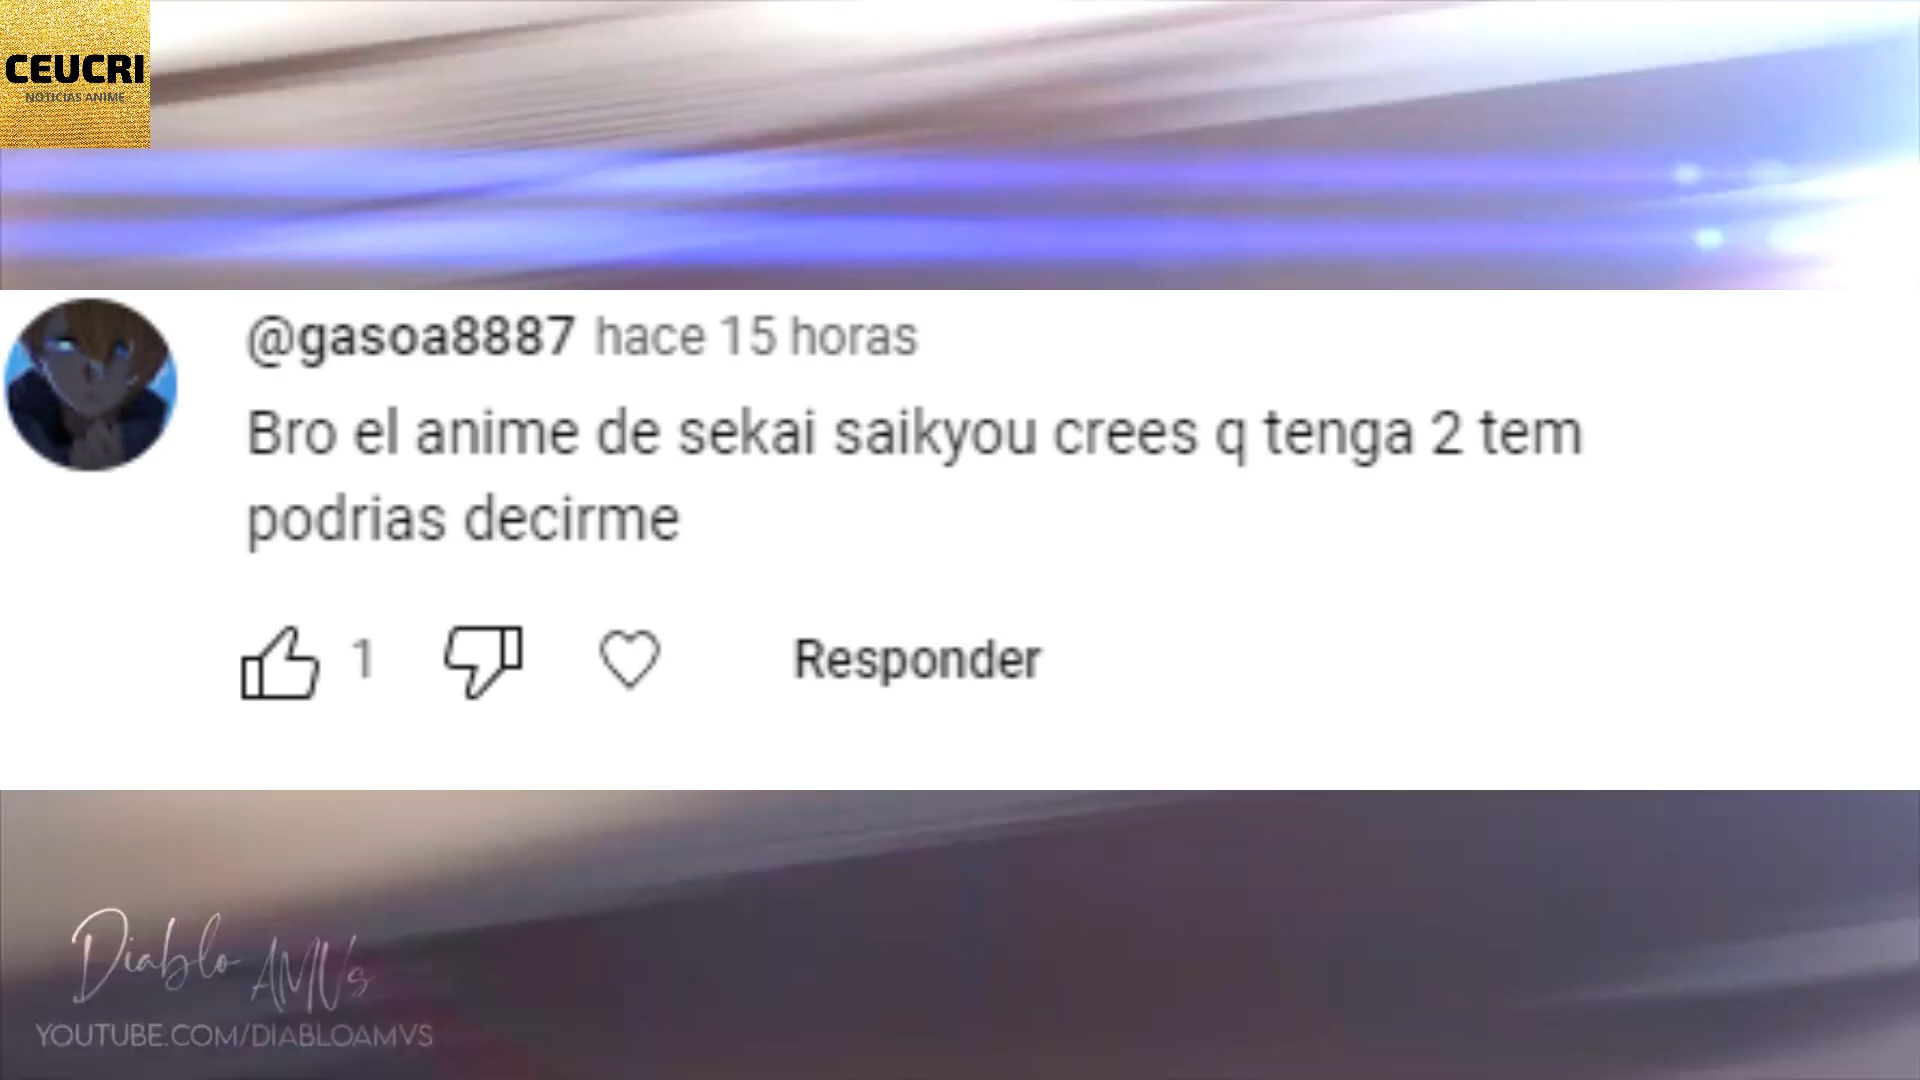 CEUCRI
NOTICIAS ANIME
@gasoa8887 hace 15 horas
Bro el anime de sekai saikyou crees q tenga 2 tem
podrias decirme
1
Responder
Diablo AMVs
YOUTUBE.COM/DIABLOAMVS